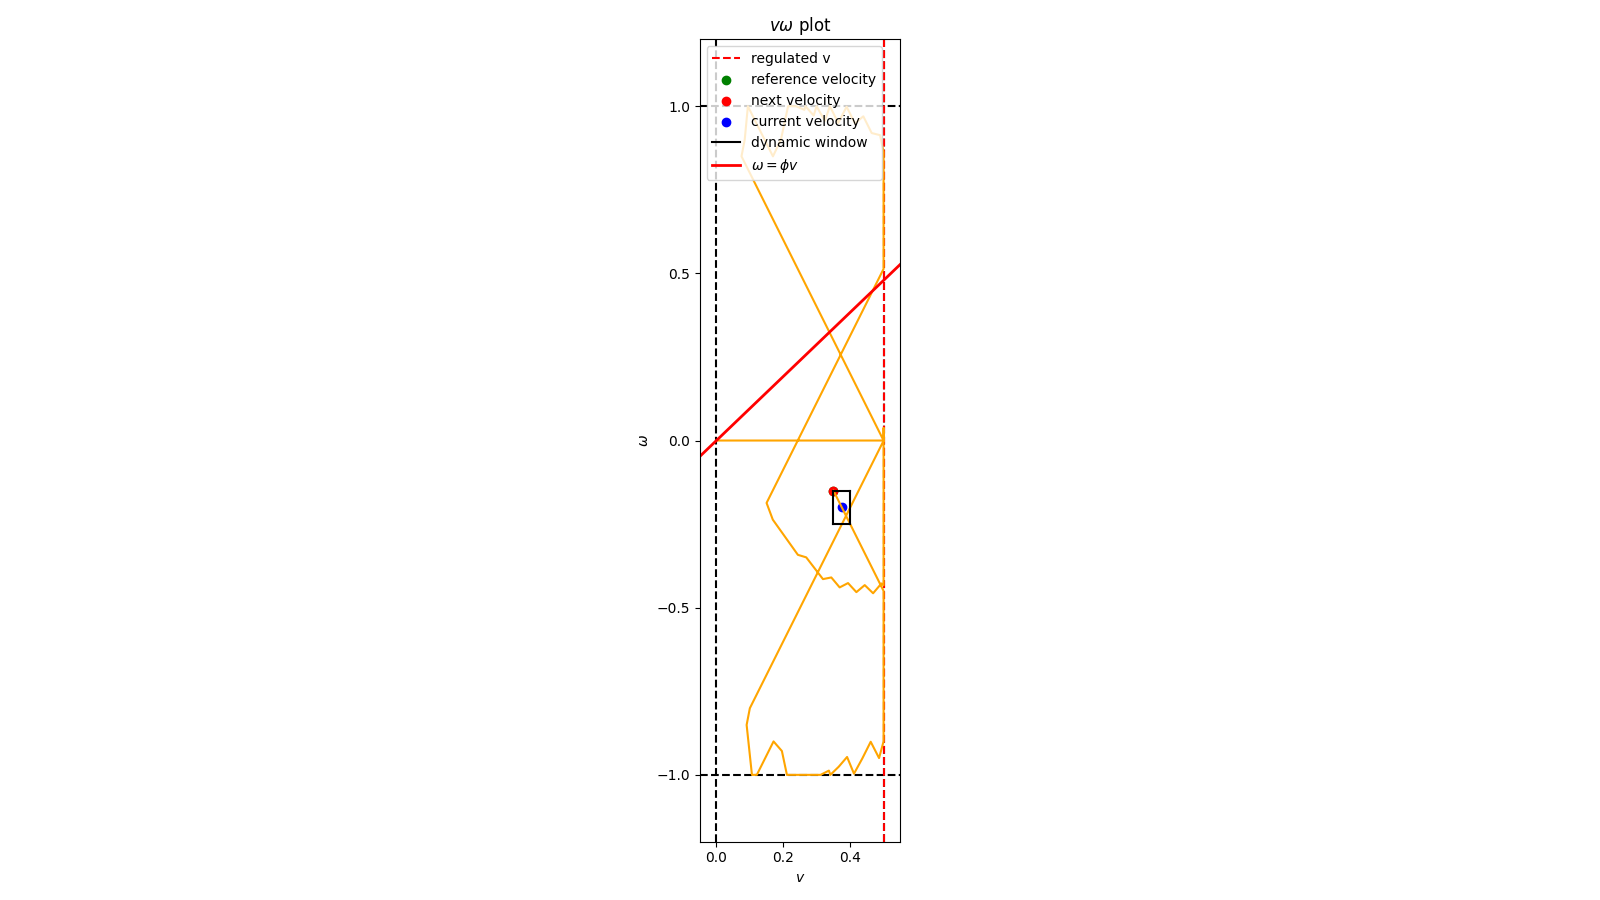 vω plot
regulated v
reference velocity
next velocity
current velocity
dynamic window
ω = ϕv
1.0
0.5
0.0
−0.5
−1.0
ω
0.0 0.2 0.4
v